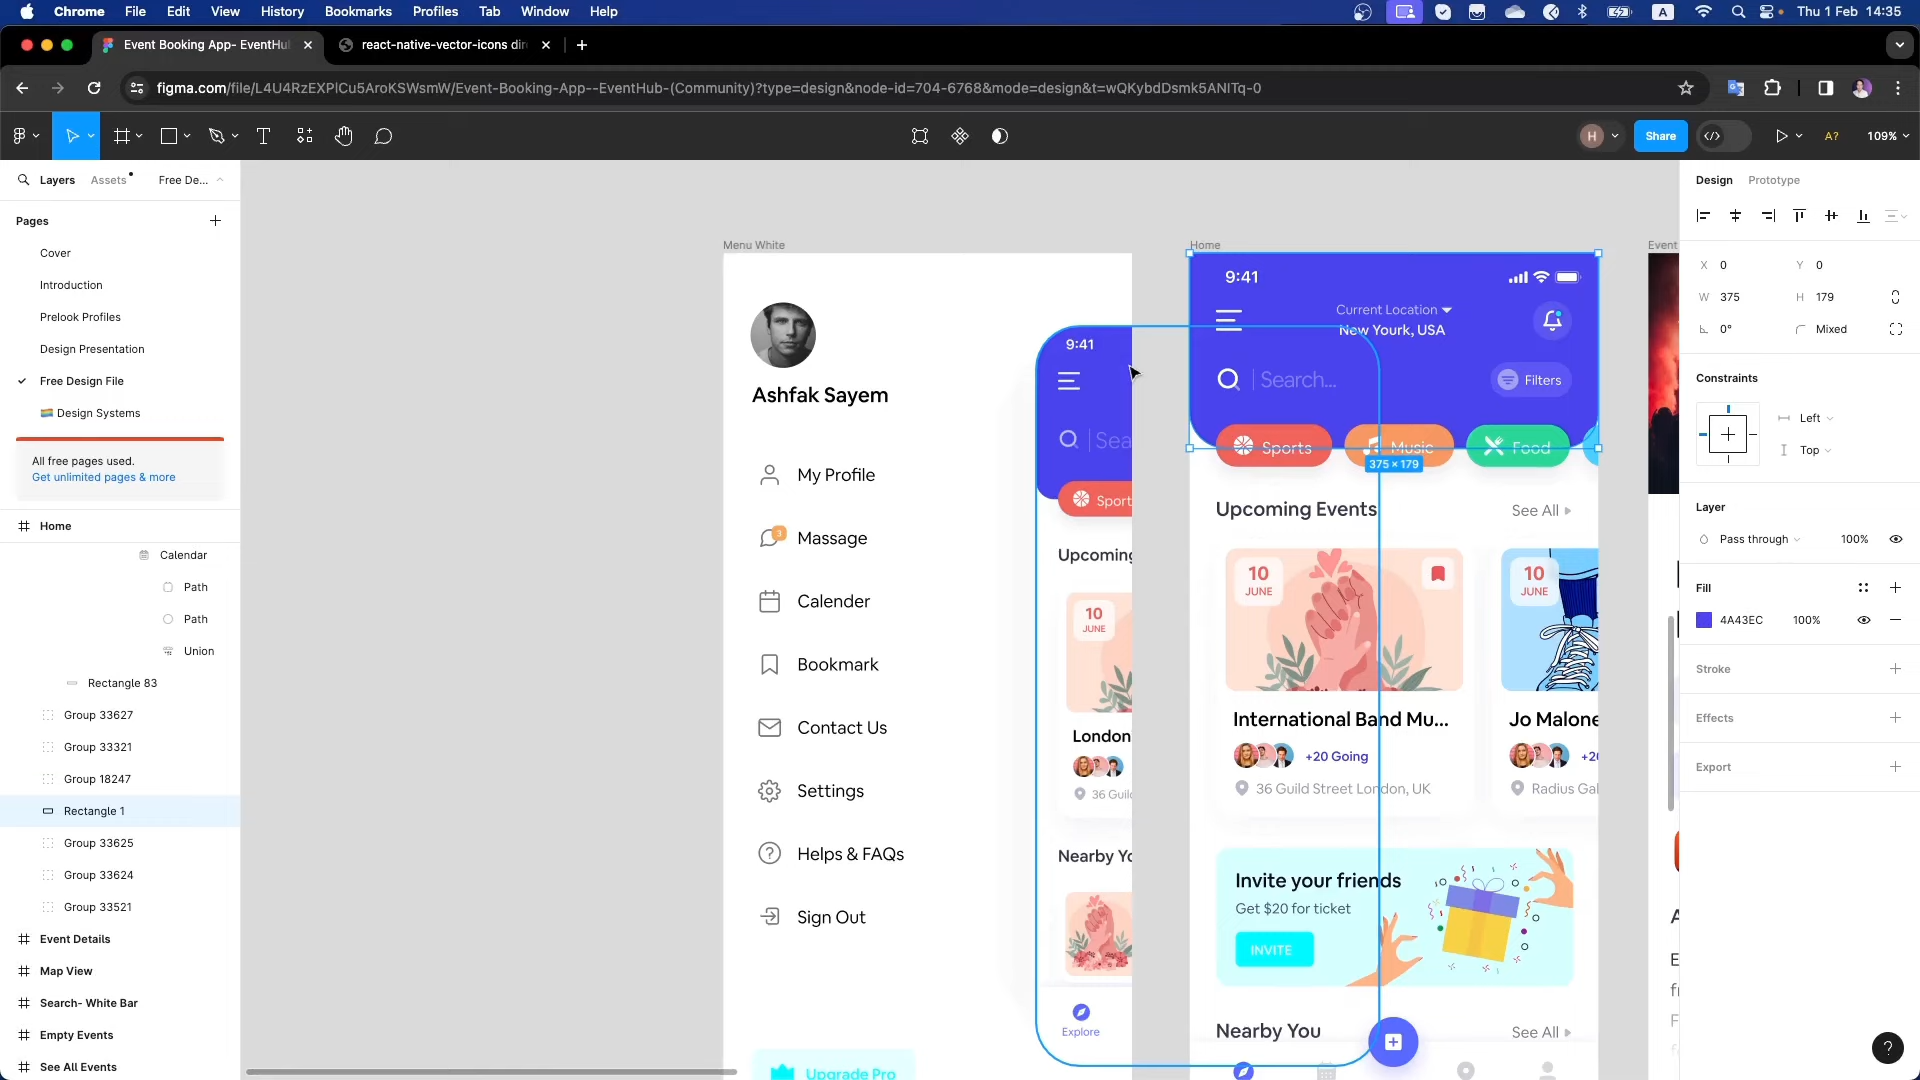 Chrome File Edit View History Bookmarks Profiles Tab Window Help
A Thu 1 Feb 14:35
Event Booking App- EventHu
react-native-vector-icons dir
figma.com/file/L4U4RzEXPlCu5AroKSWsmW/Event-Booking-App--EventHub-(Community)?type=design&node-id=704-6768&mode=design&t=wQKybdDsmk5ANITq-0
H
Share
A?
109%
Layers Assets Free De...
Pages
Cover
Introduction
Prelook Profiles
Design Presentation
Free Design File
Design Systems
All free pages used.
Get unlimited pages & more
Home
Calendar
Path
Path
Union
Rectangle 83
Group 33627
Group 33321
Group 18247
Rectangle 1
Group 33625
Group 33624
Group 33521
Event Details
Map View
Search- White Bar
Empty Events
See All Events
Menu White
Ashfak Sayem
My Profile
3
Massage
Calender
Bookmark
Contact Us
Settings
Helps & FAQs
Sign Out
Upgrade Pro
9:41
Sea
Sport
Upcoming
10
JUNE
London
36 Guild
Nearby Yo
Explore
Home
9:41
Current Location
New Yourk, USA
Search...
Filters
Sports
Music
Food
375 × 179
Upcoming Events
See All
10
JUNE
10
JUNE
International Band Mu...
+20 Going
36 Guild Street London, UK
Jo Malone
+20
Radius Gal
Invite your friends
Get $20 for ticket
INVITE
Nearby You
See All
Event
Design Prototype
X 0 Y 0
W 375 H 179
0° Mixed
Constraints
Left
Top
Layer
Pass through 100%
Fill
4A43EC 100%
Stroke
Effects
Export
?